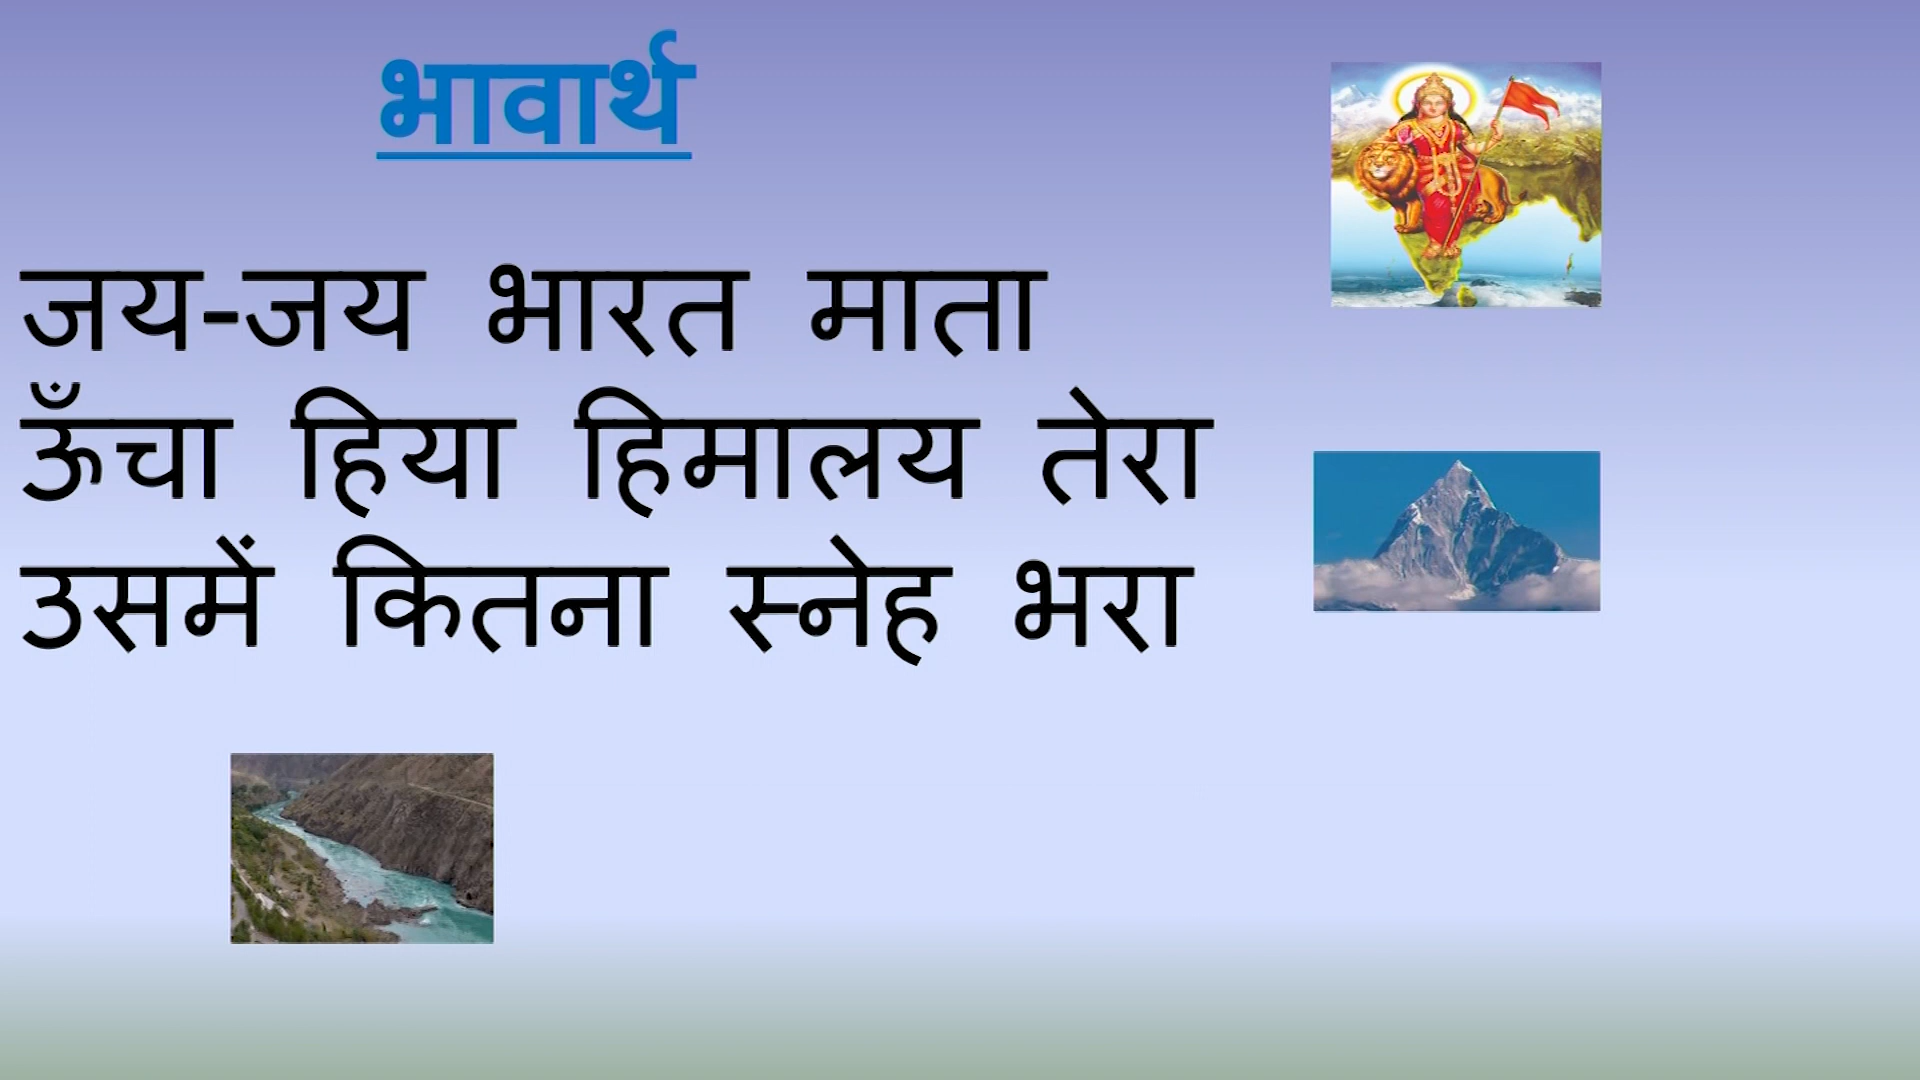 भावार्थ
जय-जय भारत माता
ऊँचा हिया हिमालय तेरा
उसमें कितना स्नेह भरा